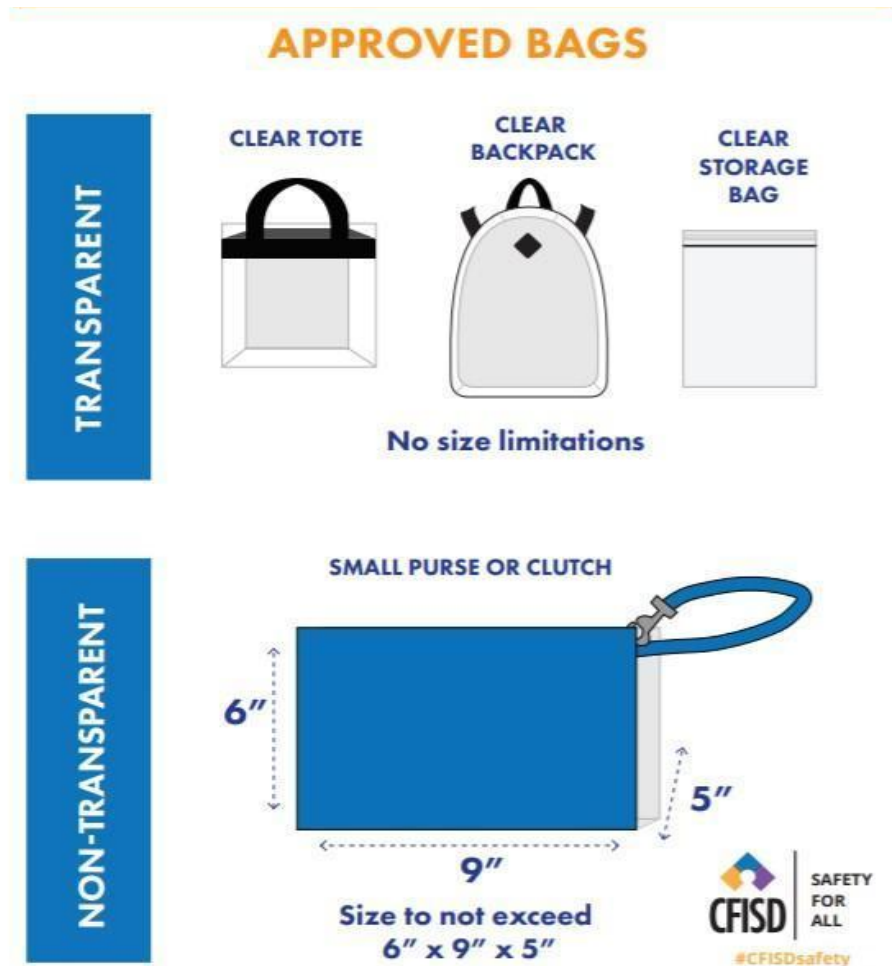 APPROVED BAGS
TRANSPARENT
CLEAR TOTE
CLEAR
BACKPACK
CLEAR
STORAGE
BAG
No size limitations
NON-TRANSPARENT
SMALL PURSE OR CLUTCH
6”
5”
9”
Size to not exceed
6” x 9” x 5”
CFISD
SAFETY
FOR
ALL
#CFISDsafety